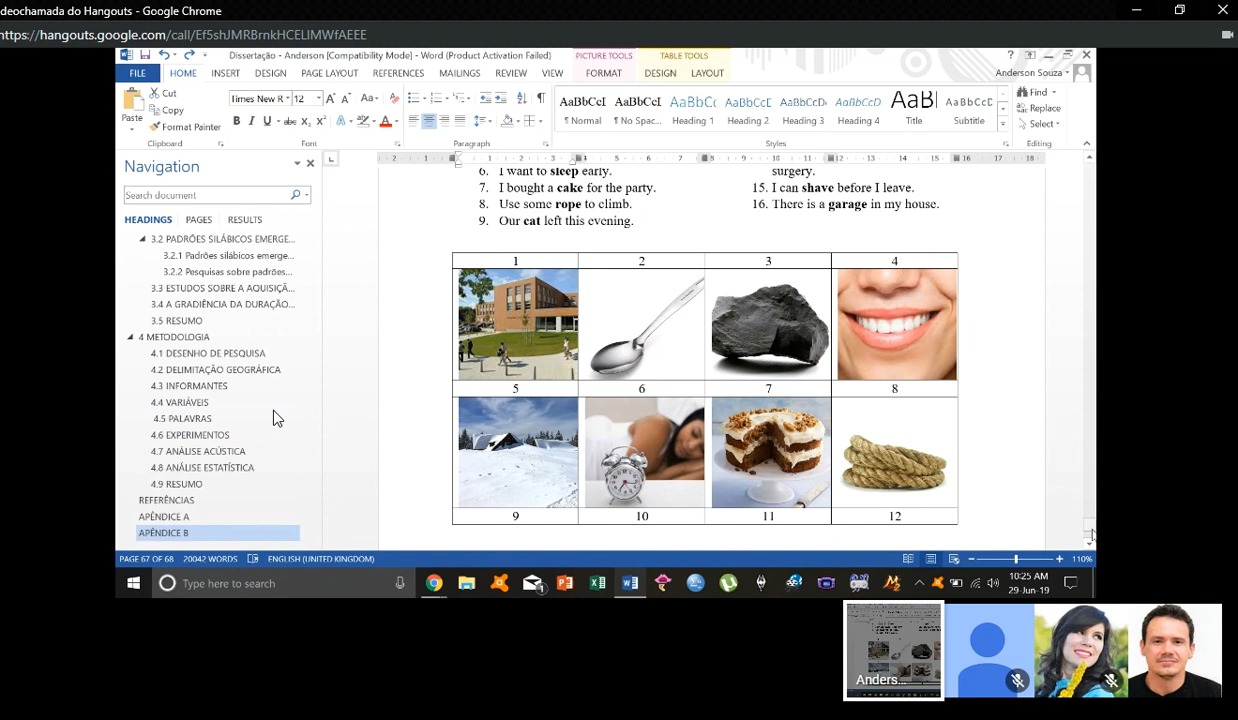 deochamada do Hangouts - Google Chrome
https://hangouts.google.com/call/Ef5shJMRBrnkHCELIMWfAEEE
Dissertação - Anderson [Compatibility Mode] - Word (Product Activation Failed)
PICTURE TOOLS
TABLE TOOLS
FILE HOME INSERT DESIGN PAGE LAYOUT REFERENCES MAILINGS REVIEW VIEW FORMAT DESIGN LAYOUT
Anderson Souza
Paste
Cut
Copy
Format Painter
Clipboard
Times New R 12
Font
Paragraph
AaBbCcI AaBbCcI AaBbCc AaBbCcE AaBbCcDc AaBbCcDc AaB AaBbCcD
¶ Normal ¶ No Spac... Heading 1 Heading 2 Heading 3 Heading 4 Title Subtitle
Styles
Find
Replace
Select
Editing
Navigation
Search document
HEADINGS PAGES RESULTS
3.2 PADRÕES SILÁBICOS EMERGE...
3.2.1 Padrões silábicos emerge...
3.2.2 Pesquisas sobre padrões...
3.3 ESTUDOS SOBRE A AQUISIÇÃ...
3.4 A GRADIÊNCIA DA DURAÇÃO...
3.5 RESUMO
4 METODOLOGIA
4.1 DESENHO DE PESQUISA
4.2 DELIMITAÇÃO GEOGRÁFICA
4.3 INFORMANTES
4.4 VARIÁVEIS
4.5 PALAVRAS
4.6 EXPERIMENTOS
4.7 ANÁLISE ACÚSTICA
4.8 ANÁLISE ESTATÍSTICA
4.9 RESUMO
REFERÊNCIAS
APÊNDICE A
APÊNDICE B
6. I want to sleep early.
7. I bought a cake for the party.
8. Use some rope to climb.
9. Our cat left this evening.
surgery.
15. I can shave before I leave.
16. There is a garage in my house.
1 2 3 4
5 6 7 8
9 10 11 12
PAGE 67 OF 68 20042 WORDS ENGLISH (UNITED KINGDOM)
110%
Type here to search
10:25 AM
29-Jun-19
Anders...